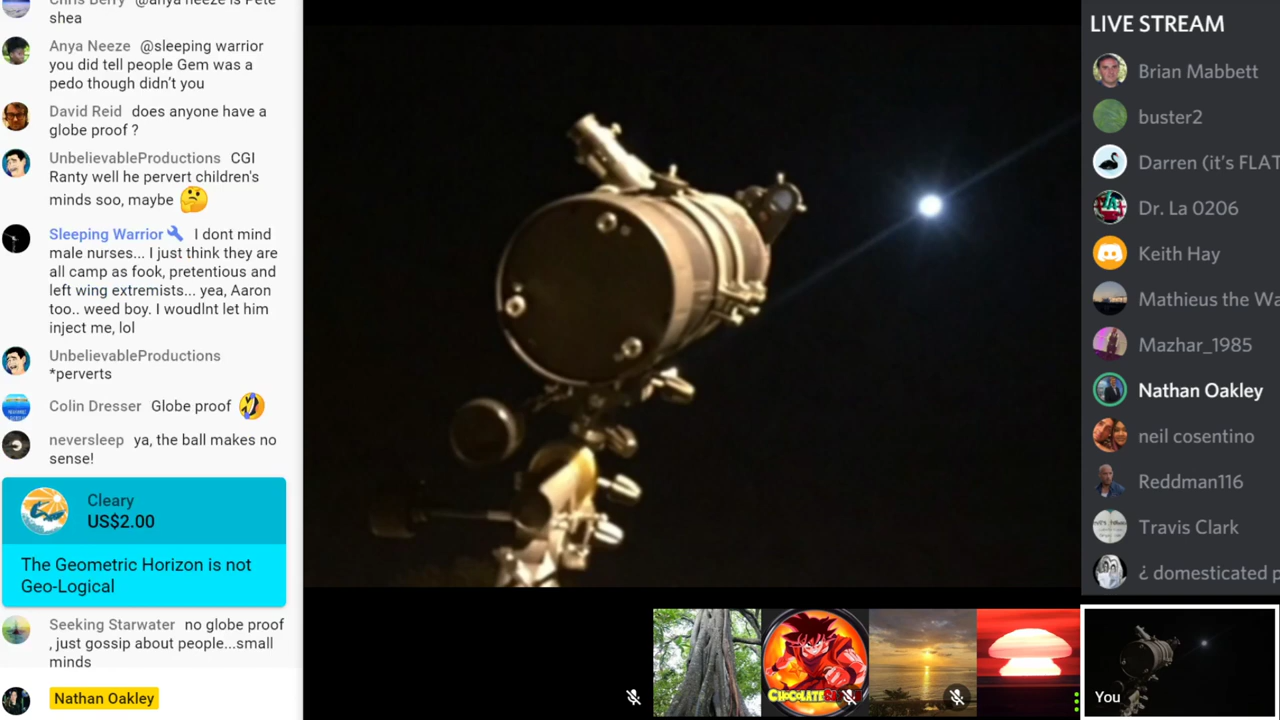 Chris Berry @anya neeze is Pete
shea
Anya Neeze @sleeping warrior
you did tell people Gem was a
pedo though didn't you
David Reid does anyone have a
globe proof ?
UnbelievableProductions CGI
Ranty well he pervert children's
minds soo, maybe 🤔
Sleeping Warrior I dont mind
male nurses... I just think they are
all camp as fook, pretentious and
left wing extremists... yea, Aaron
too.. weed boy. I woudlnt let him
inject me, lol
UnbelievableProductions
*perverts
Colin Dresser Globe proof 🤣
neversleep ya, the ball makes no
sense!
Cleary
US$2.00
The Geometric Horizon is not
Geo-Logical
Seeking Starwater no globe proof
, just gossip about people...small
minds
Nathan Oakley
LIVE STREAM
Brian Mabbett
buster2
Darren (it's FLAT
Dr. La 0206
Keith Hay
Mathieus the Wa
Mazhar_1985
Nathan Oakley
neil cosentino
Reddman116
Travis Clark
¿ domesticated p
You